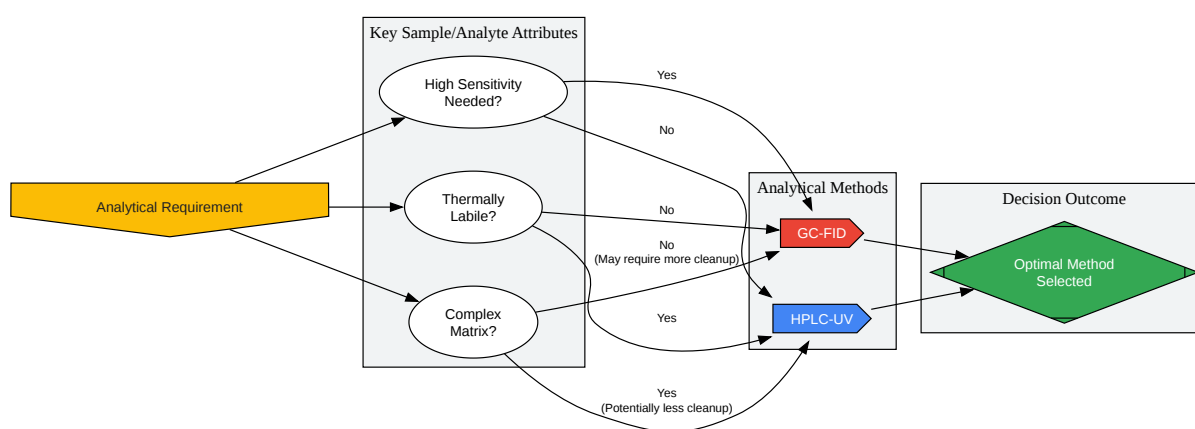 Key Sample/Analyte Attributes
High Sensitivity
Needed?
Yes
No
Analytical Requirement
Thermally
Labile?
No
No
(May require more cleanup)
Yes
Complex
Matrix?
Yes
(Potentially less cleanup)
Analytical Methods
GC-FID
HPLC-UV
Decision Outcome
Optimal Method
Selected